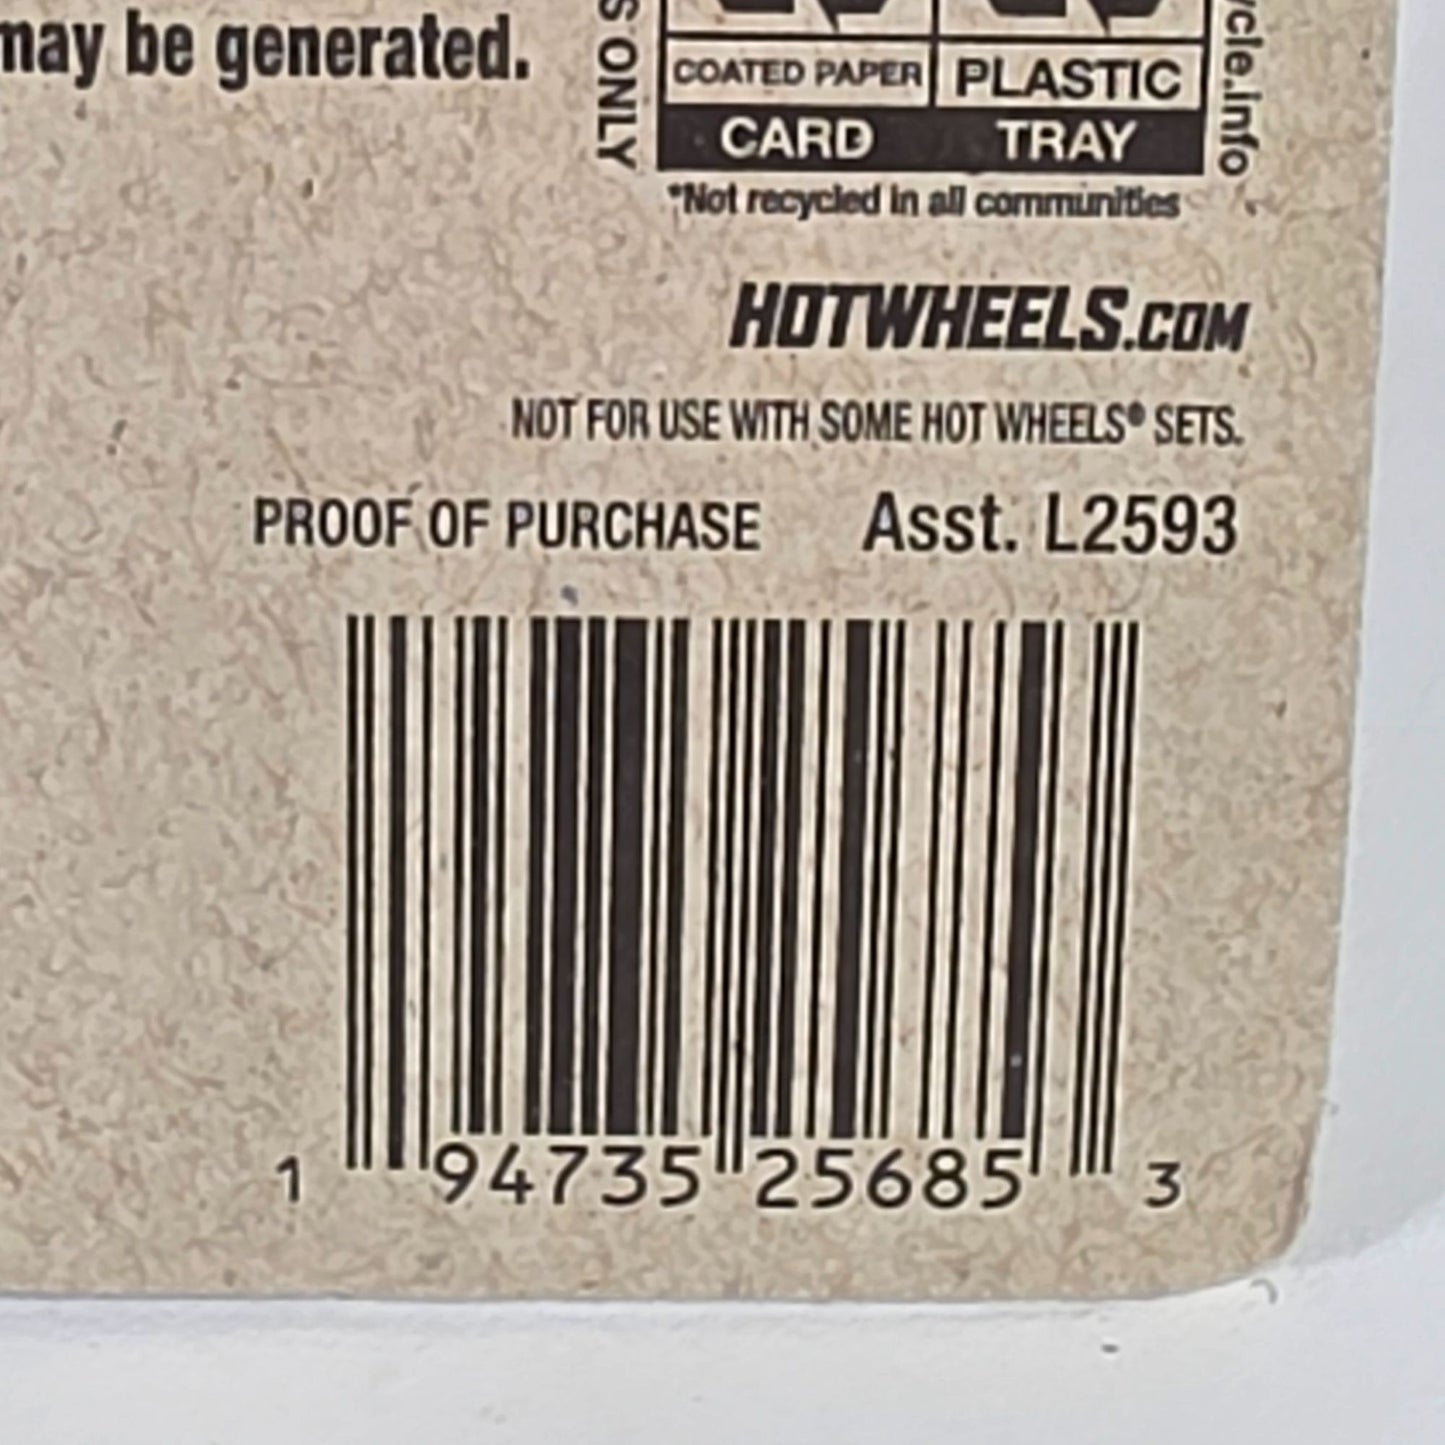 may be generated.
S ONLY
COATED PAPER PLASTIC
CARD TRAY
ycle.info
*Not recycled in all communities
HOTWHEELS.COM
NOT FOR USE WITH SOME HOT WHEELS® SETS.
PROOF OF PURCHASE Asst. L2593
1 94735 25685 3